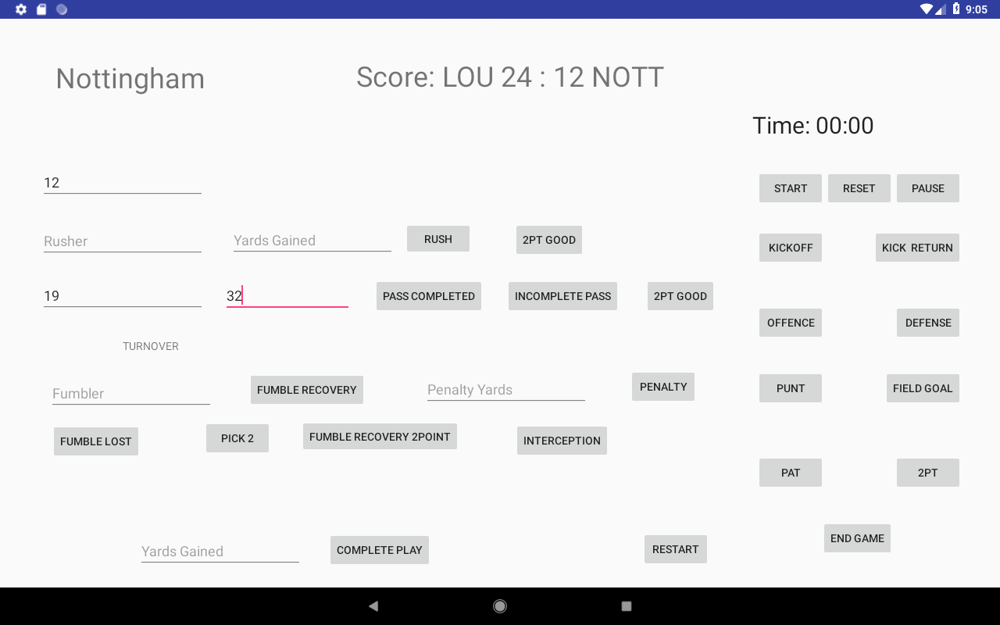 9:05
Nottingham
Score: LOU 24 : 12 NOTT
Time: 00:00
12
START RESET PAUSE
Rusher Yards Gained RUSH 2PT GOOD
KICKOFF KICK RETURN
19 32 PASS COMPLETED INCOMPLETE PASS 2PT GOOD
OFFENCE DEFENSE
TURNOVER
Fumbler FUMBLE RECOVERY Penalty Yards PENALTY
PUNT FIELD GOAL
FUMBLE LOST PICK 2 FUMBLE RECOVERY 2POINT INTERCEPTION
PAT 2PT
Yards Gained COMPLETE PLAY RESTART
END GAME